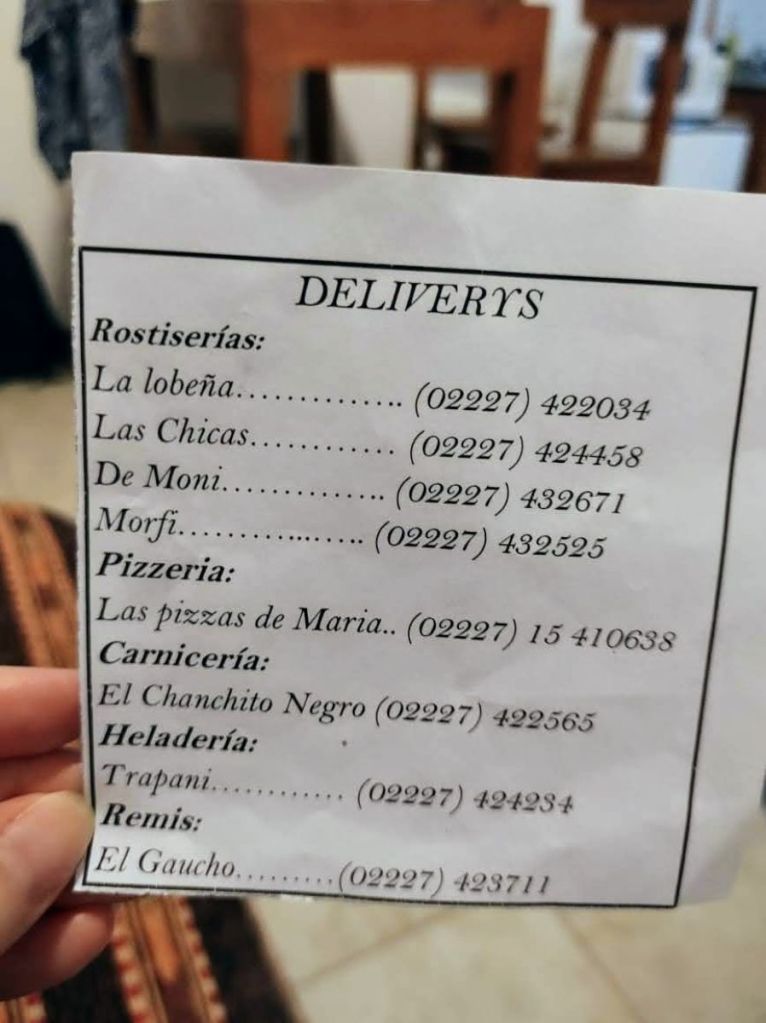 DELIVERYS
Rostiserías:
La lobeña............... (02227) 422034
Las Chicas............. (02227) 424458
De Moni............... (02227) 432671
Morfi................... (02227) 432525
Pizzeria:
Las pizzas de Maria.. (02227) 15 410638
Carnicería:
El Chanchito Negro (02227) 422565
Heladería:
Trapani............. (02227) 424234
Remis:
El Gaucho.........(02227) 423711